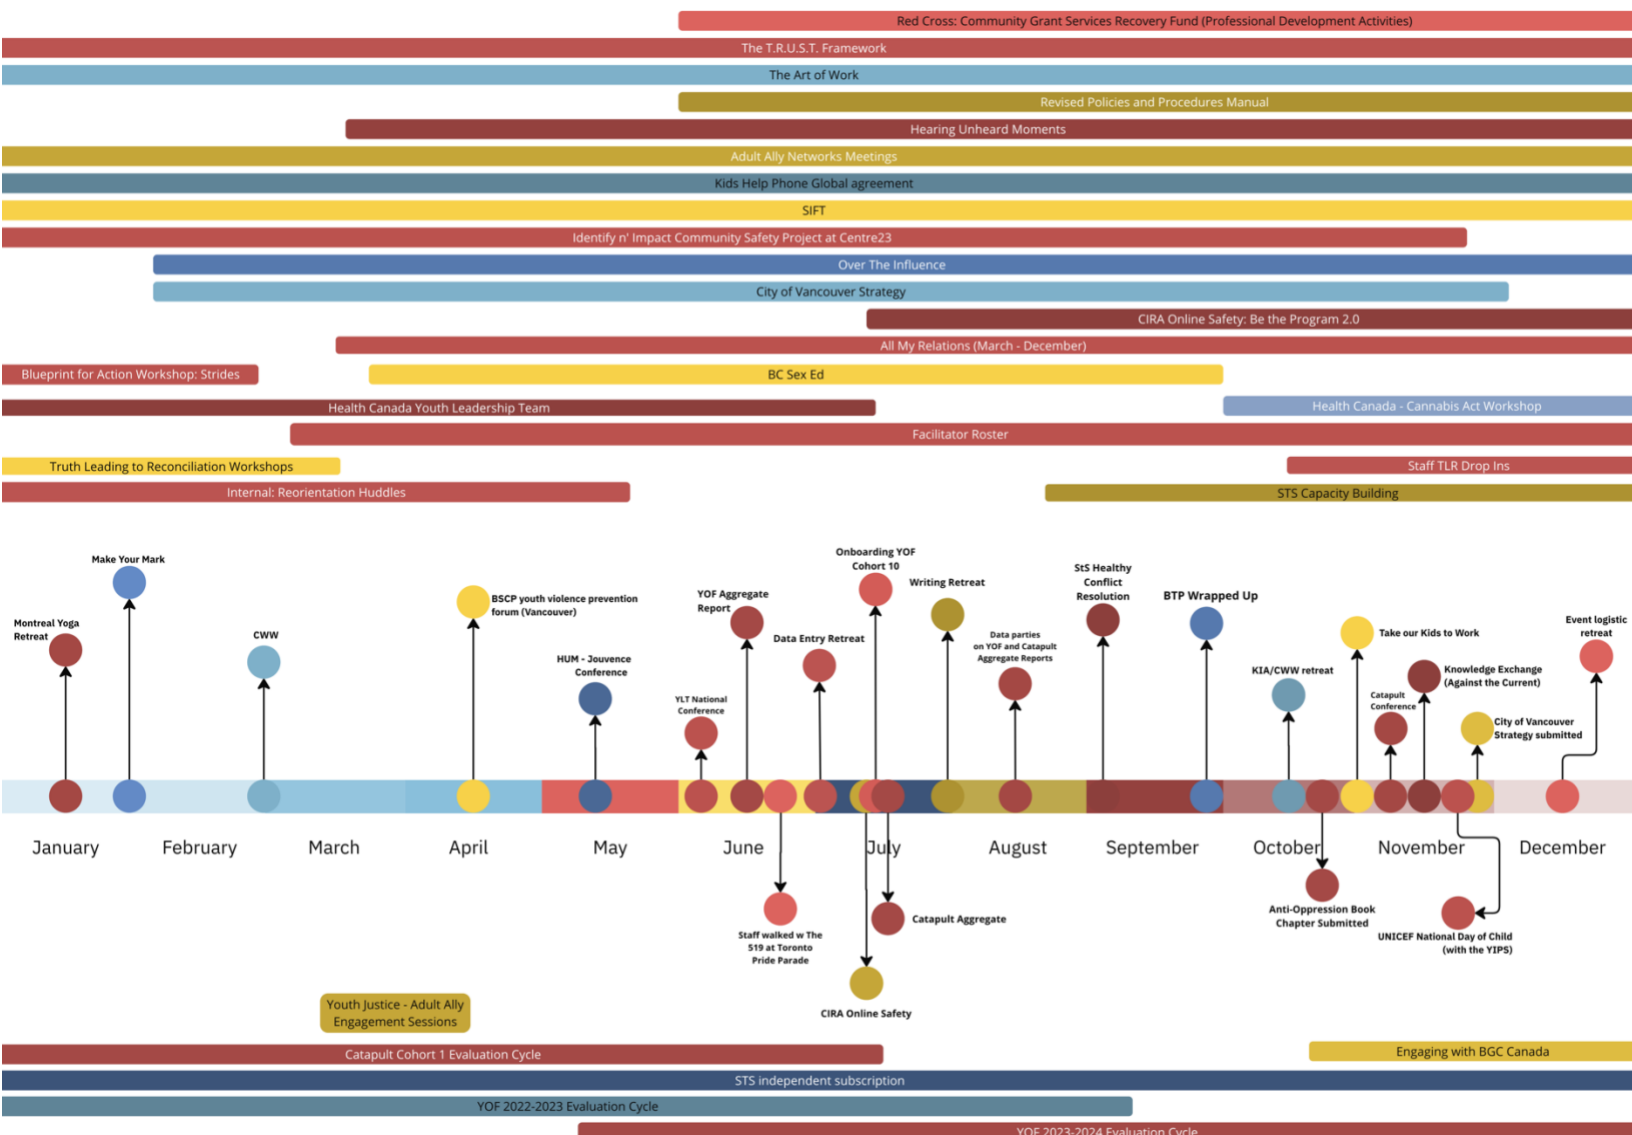 Red Cross: Community Grant Services Recovery Fund (Professional Development Activities)
The T.R.U.S.T. Framework
The Art of Work
Revised Policies and Procedures Manual
Hearing Unheard Moments
Adult Ally Networks Meetings
Kids Help Phone Global agreement
SIFT
Identify n' Impact Community Safety Project at Centre23
Over The Influence
City of Vancouver Strategy
CIRA Online Safety: Be the Program 2.0
All My Relations (March - December)
Blueprint for Action Workshop: Strides
BC Sex Ed
Health Canada Youth Leadership Team
Health Canada - Cannabis Act Workshop
Facilitator Roster
Truth Leading to Reconciliation Workshops
Staff TLR Drop Ins
Internal: Reorientation Huddles
STS Capacity Building
Montreal Yoga
Retreat
Make Your Mark
CWW
BSCP youth violence prevention
forum (Vancouver)
HUM - Jouvence
Conference
YLT National
Conference
YOF Aggregate
Report
Data Entry Retreat
Onboarding YOF
Cohort 10
Writing Retreat
Data parties
on YOF and Catapult
Aggregate Reports
StS Healthy
Conflict
Resolution
BTP Wrapped Up
KIA/CWW retreat
Take our Kids to Work
Catapult
Conference
Knowledge Exchange
(Against the Current)
City of Vancouver
Strategy submitted
Event logistic
retreat
January
February
March
April
May
June
July
August
September
October
November
December
Staff walked w The
519 at Toronto
Pride Parade
Catapult Aggregate
CIRA Online Safety
Anti-Oppression Book
Chapter Submitted
UNICEF National Day of Child
(with the YIPS)
Youth Justice - Adult Ally
Engagement Sessions
Catapult Cohort 1 Evaluation Cycle
Engaging with BGC Canada
STS independent subscription
YOF 2022-2023 Evaluation Cycle
YOF 2023-2024 Evaluation Cycle